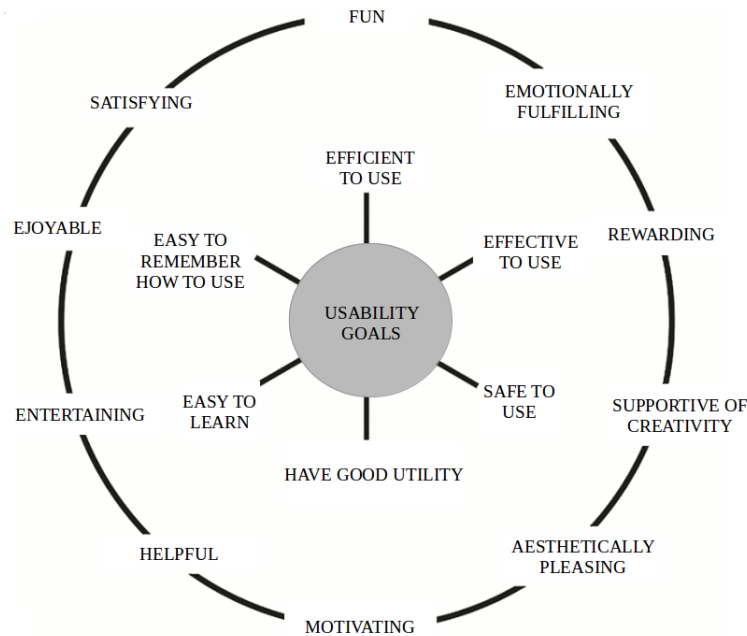 FUN
EMOTIONALLY
FULFILLING
SATISFYING
EFFICIENT
TO USE
EJOYABLE
EASY TO
REMEMBER
HOW TO USE
EFFECTIVE
TO USE
REWARDING
USABILITY
GOALS
EASY TO
LEARN
SAFE TO
USE
ENTERTAINING
SUPPORTIVE OF
CREATIVITY
HAVE GOOD UTILITY
HELPFUL
AESTHETICALLY
PLEASING
MOTIVATING